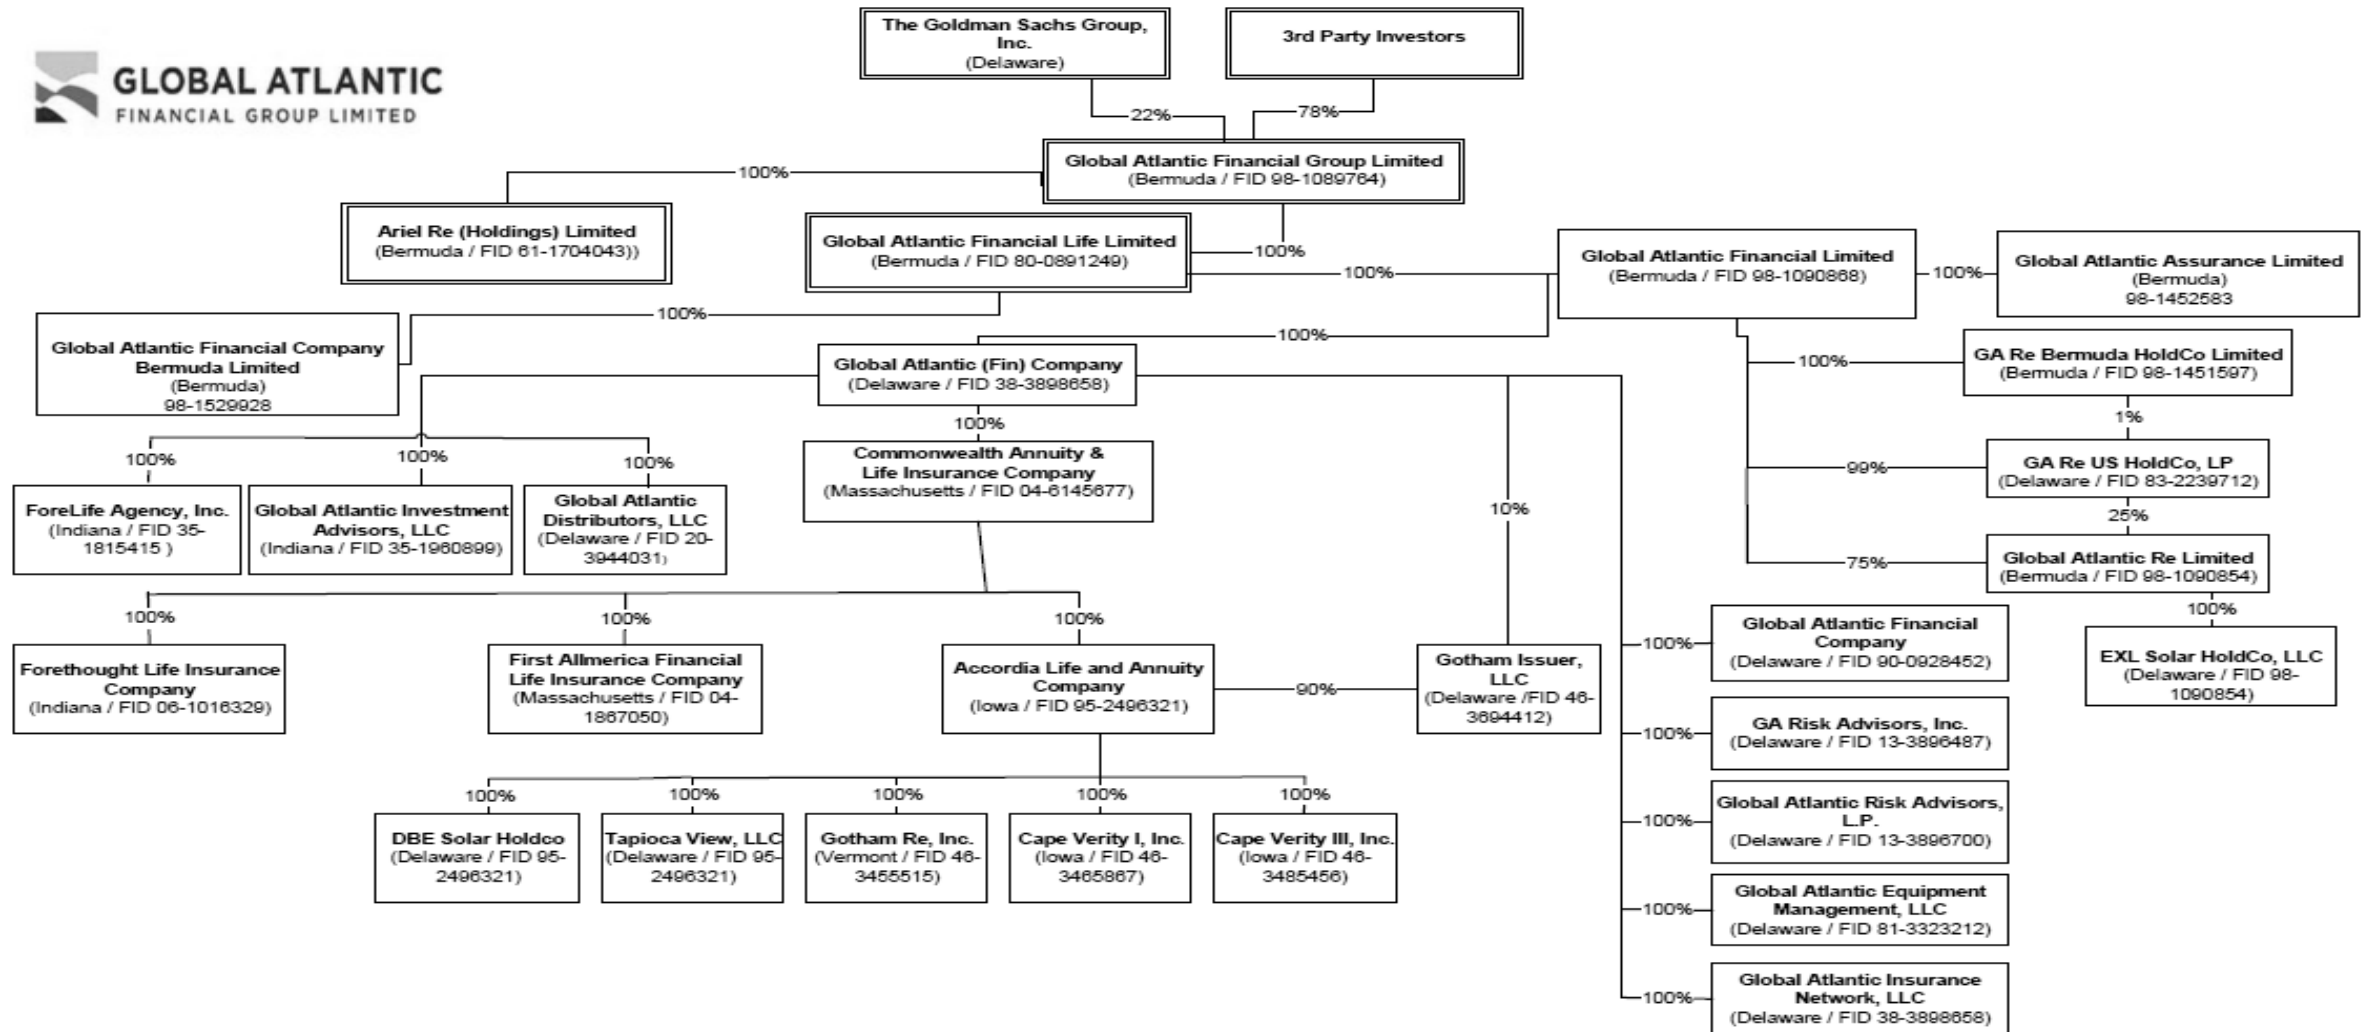 The Goldman Sachs Group,
Inc.
(Delaware)
3rd Party Investors
GLOBAL ATLANTIC
FINANCIAL GROUP LIMITED
22%
78%
Global Atlantic Financial Group Limited
(Bermuda / FID 98-1089764)
100%
Ariel Re (Holdings) Limited
(Bermuda / FID 61-1704043))
Global Atlantic Financial Life Limited
(Bermuda / FID 80-0891249)
100%
100%
Global Atlantic Financial Limited
(Bermuda / FID 98-1090868)
100%
Global Atlantic Assurance Limited
(Bermuda)
98-1452583
100%
Global Atlantic Financial Company
Bermuda Limited
(Bermuda)
98-1529928
100%
Global Atlantic (Fin) Company
(Delaware / FID 38-3898658)
100%
GA Re Bermuda HoldCo Limited
(Bermuda / FID 98-1451597)
1%
100%
Commonwealth Annuity &
Life Insurance Company
(Massachusetts / FID 04-6145677)
99%
GA Re US HoldCo, LP
(Delaware / FID 83-2239712)
25%
100%
100%
100%
ForeLife Agency, Inc.
(Indiana / FID 35-
1815415 )
Global Atlantic Investment
Advisors, LLC
(Indiana / FID 35-1960899)
Global Atlantic
Distributors, LLC
(Delaware / FID 20-
3944031)
10%
75%
Global Atlantic Re Limited
(Bermuda / FID 98-1090854)
100%
EXL Solar HoldCo, LLC
(Delaware / FID 98-
1090854)
100%
100%
100%
Forethought Life Insurance
Company
(Indiana / FID 06-1016329)
First Allmerica Financial
Life Insurance Company
(Massachusetts / FID 04-
1867050)
Accordia Life and Annuity
Company
(Iowa / FID 95-2496321)
90%
Gotham Issuer,
LLC
(Delaware /FID 46-
3694412)
100%
Global Atlantic Financial
Company
(Delaware / FID 90-0928452)
100%
GA Risk Advisors, Inc.
(Delaware / FID 13-3896487)
100%
Global Atlantic Risk Advisors,
L.P.
(Delaware / FID 13-3896700)
100%
Global Atlantic Equipment
Management, LLC
(Delaware / FID 81-3323212)
100%
Global Atlantic Insurance
Network, LLC
(Delaware / FID 38-3898658)
100%
100%
100%
100%
100%
DBE Solar Holdco
(Delaware / FID 95-
2496321)
Tapioca View, LLC
(Delaware / FID 95-
2496321)
Gotham Re, Inc.
(Vermont / FID 46-
3455515)
Cape Verity I, Inc.
(Iowa / FID 46-
3465867)
Cape Verity III, Inc.
(Iowa / FID 46-
3485456)